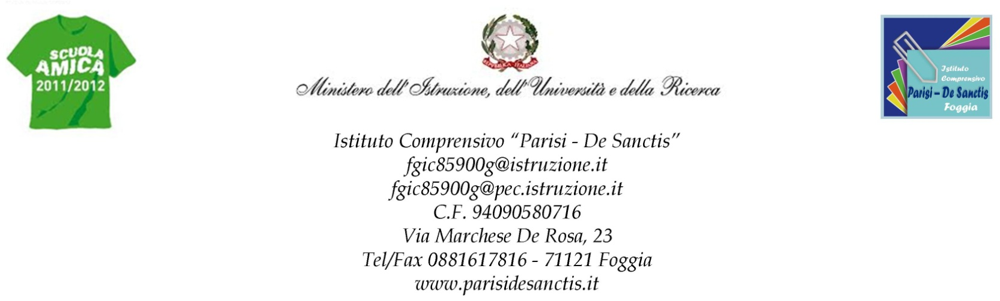 SCUOLA
AMICA
2011/2012
REPVBBLICA ITALIANA
Ministero dell'Istruzione, dell'Università e della Ricerca
Istituto
Comprensivo
Parisi – De Sanctis
Foggia
Istituto Comprensivo “Parisi - De Sanctis”
fgic85900g@istruzione.it
fgic85900g@pec.istruzione.it
C.F. 94090580716
Via Marchese De Rosa, 23
Tel/Fax 0881617816 - 71121 Foggia
www.parisidesanctis.it